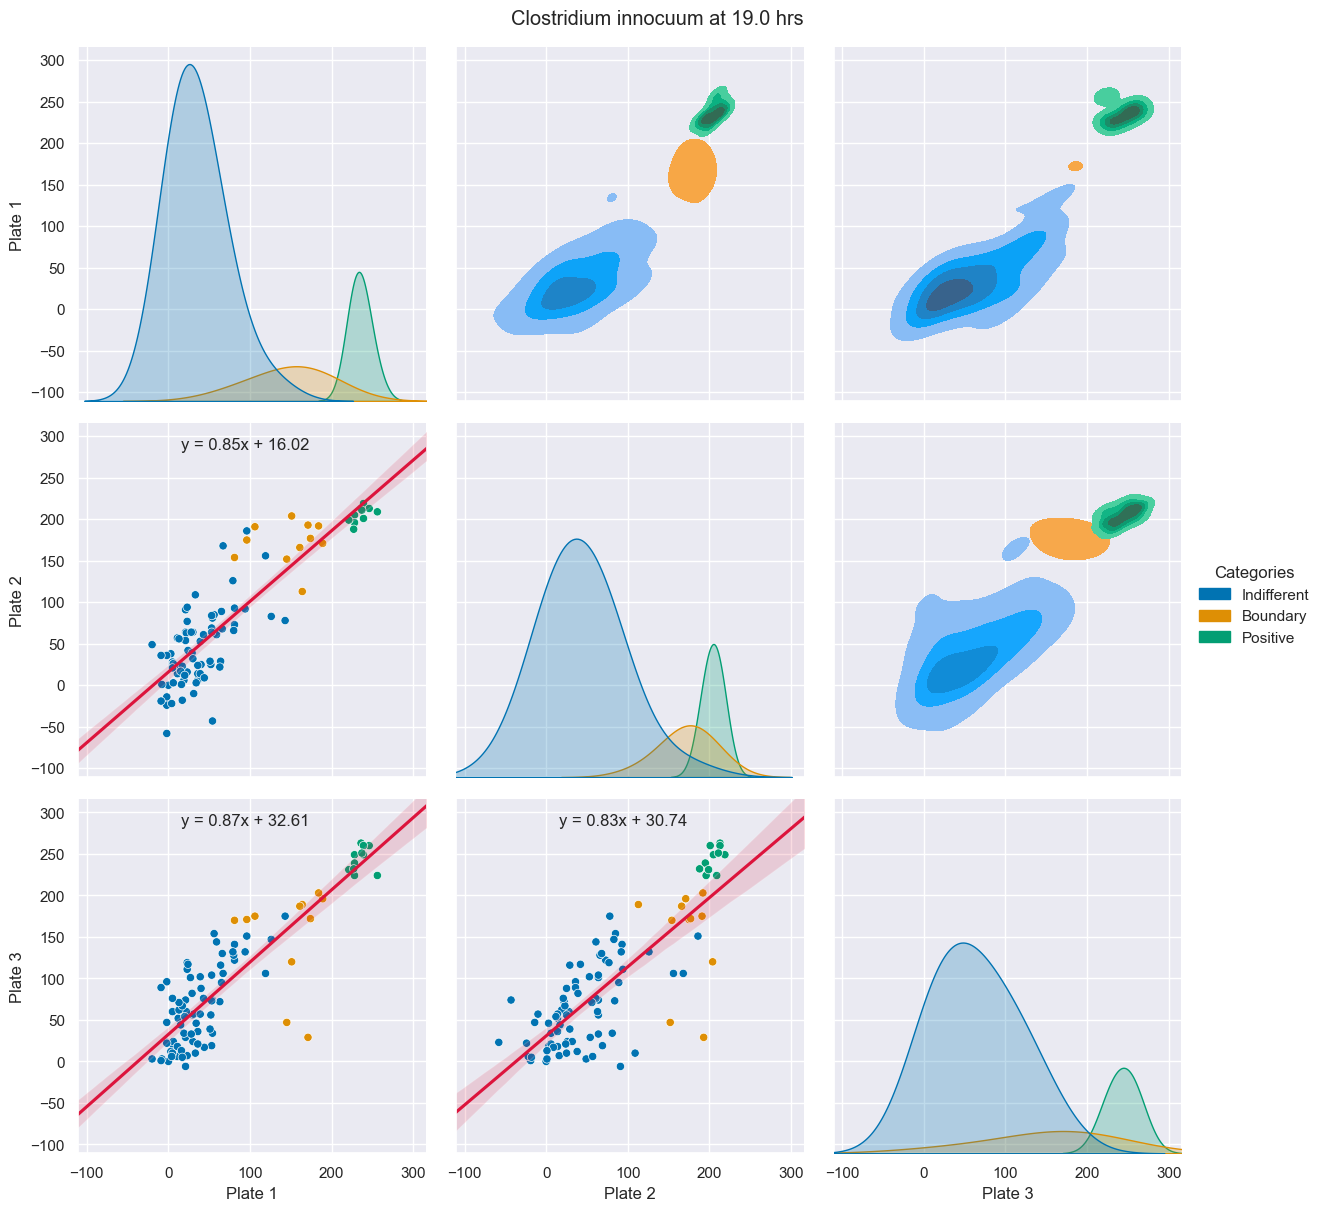 Clostridium innocuum at 19.0 hrs
300
250
200
150
100
50
0
−50
−100
Plate 1
y = 0.85x + 16.02
300
250
200
150
100
50
0
−50
−100
Plate 2
Categories
Indifferent
Boundary
Positive
y = 0.87x + 32.61
y = 0.83x + 30.74
300
250
200
150
100
50
0
−50
−100
Plate 3
−100 0 100 200 300
−100 0 100 200 300
−100 0 100 200 300
Plate 1
Plate 2
Plate 3